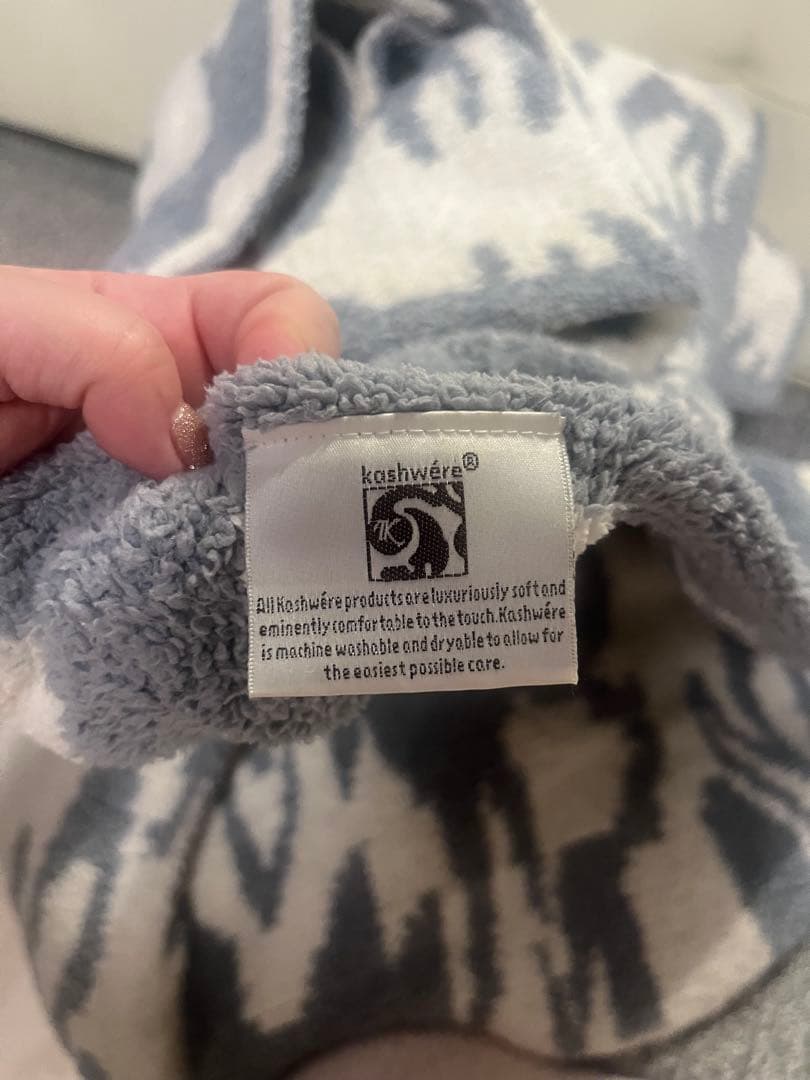 kashwére®
7K
All Kashwére products are luxuriously soft and
eminently comfortable to the touch. Kashwére
is machine washable and dryable to allow for
the easiest possible care.